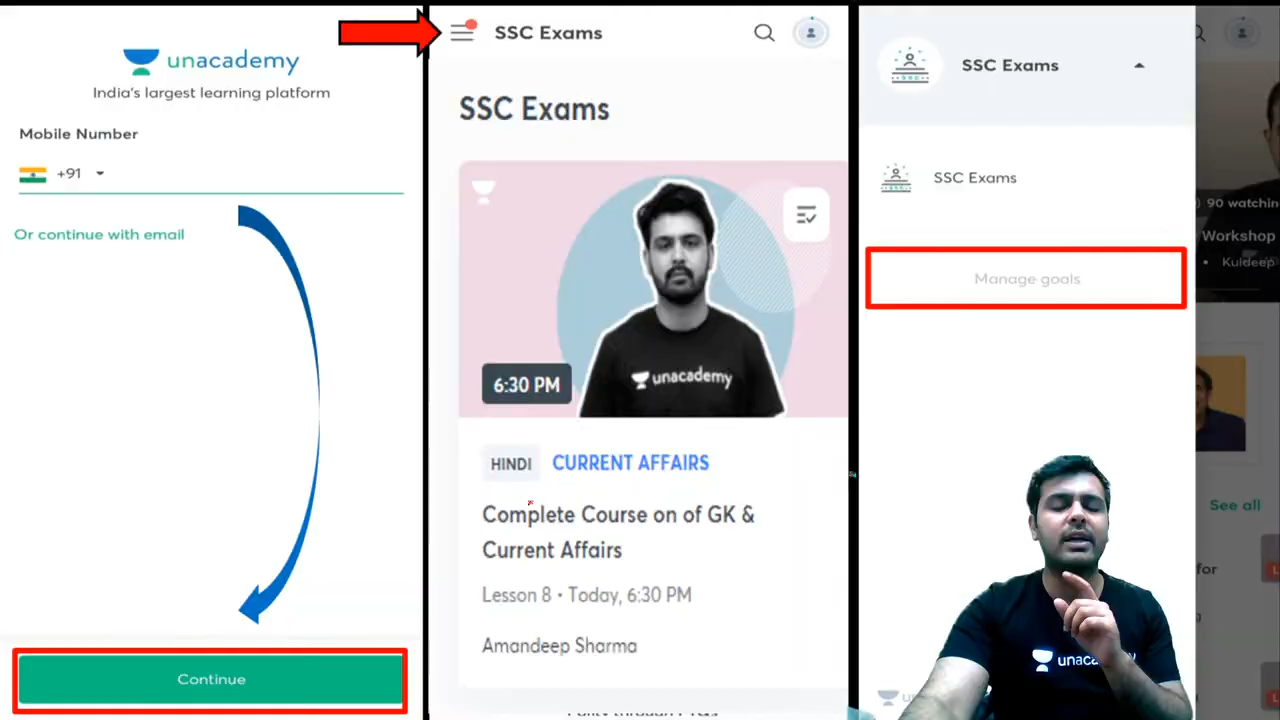 unacademy
India's largest learning platform
Mobile Number
+91
Or continue with email
Continue
SSC Exams
SSC Exams
unacademy
6:30 PM
HINDI CURRENT AFFAIRS
Complete Course on of GK &
Current Affairs
Lesson 8 • Today, 6:30 PM
Amandeep Sharma
SSC Exams
SSC Exams
Manage goals
90 watching
Workshop
• Kuldeep
See all
for